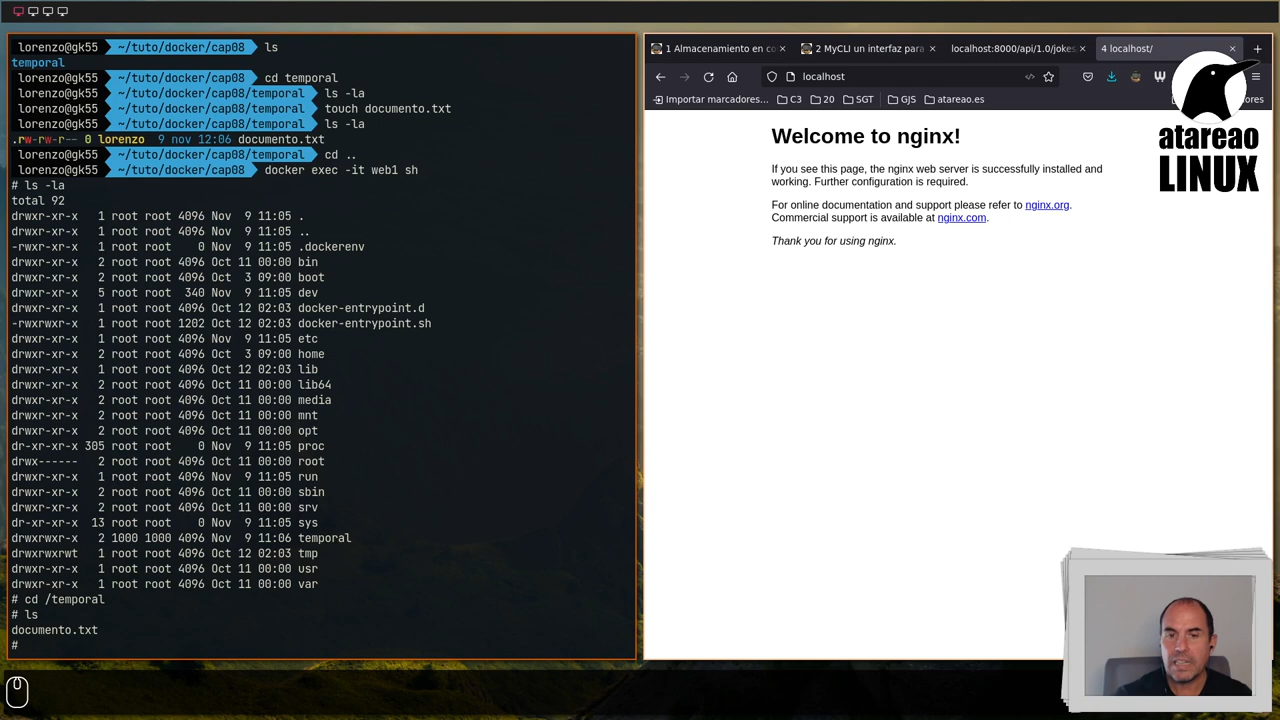 lorenzo@gk55 ~/tuto/docker/cap08 ls
temporal
lorenzo@gk55 ~/tuto/docker/cap08 cd temporal
lorenzo@gk55 ~/tuto/docker/cap08/temporal ls -la
lorenzo@gk55 ~/tuto/docker/cap08/temporal touch documento.txt
lorenzo@gk55 ~/tuto/docker/cap08/temporal ls -la
.rw-rw-r-- 0 lorenzo  9 nov 12:06 documento.txt
lorenzo@gk55 ~/tuto/docker/cap08/temporal cd ..
lorenzo@gk55 ~/tuto/docker/cap08 docker exec -it web1 sh
# ls -la
total 92
drwxr-xr-x   1 root root 4096 Nov  9 11:05 .
drwxr-xr-x   1 root root 4096 Nov  9 11:05 ..
-rwxr-xr-x   1 root root    0 Nov  9 11:05 .dockerenv
drwxr-xr-x   2 root root 4096 Oct 11 00:00 bin
drwxr-xr-x   2 root root 4096 Oct  3 09:00 boot
drwxr-xr-x   5 root root  340 Nov  9 11:05 dev
drwxr-xr-x   1 root root 4096 Oct 12 02:03 docker-entrypoint.d
-rwxrwxr-x   1 root root 1202 Oct 12 02:03 docker-entrypoint.sh
drwxr-xr-x   1 root root 4096 Nov  9 11:05 etc
drwxr-xr-x   2 root root 4096 Oct  3 09:00 home
drwxr-xr-x   1 root root 4096 Oct 12 02:03 lib
drwxr-xr-x   2 root root 4096 Oct 11 00:00 lib64
drwxr-xr-x   2 root root 4096 Oct 11 00:00 media
drwxr-xr-x   2 root root 4096 Oct 11 00:00 mnt
drwxr-xr-x   2 root root 4096 Oct 11 00:00 opt
dr-xr-xr-x 305 root root    0 Nov  9 11:05 proc
drwx------   2 root root 4096 Oct 11 00:00 root
drwxr-xr-x   1 root root 4096 Nov  9 11:05 run
drwxr-xr-x   2 root root 4096 Oct 11 00:00 sbin
drwxr-xr-x   2 root root 4096 Oct 11 00:00 srv
dr-xr-xr-x  13 root root    0 Nov  9 11:05 sys
drwxrwxr-x   2 1000 1000 4096 Nov  9 11:06 temporal
drwxrwxrwt   1 root root 4096 Oct 12 02:03 tmp
drwxr-xr-x   1 root root 4096 Oct 11 00:00 usr
drwxr-xr-x   1 root root 4096 Oct 11 00:00 var
# cd /temporal
# ls
documento.txt
#
1 Almacenamiento en co
2 MyCLI un interfaz para
localhost:8000/api/1.0/jokes
4 localhost/
localhost
Importar marcadores... C3 20 SGT GJS atareao.es
Welcome to nginx!
If you see this page, the nginx web server is successfully installed and
working. Further configuration is required.
For online documentation and support please refer to nginx.org.
Commercial support is available at nginx.com.
Thank you for using nginx.
atareao
LINUX